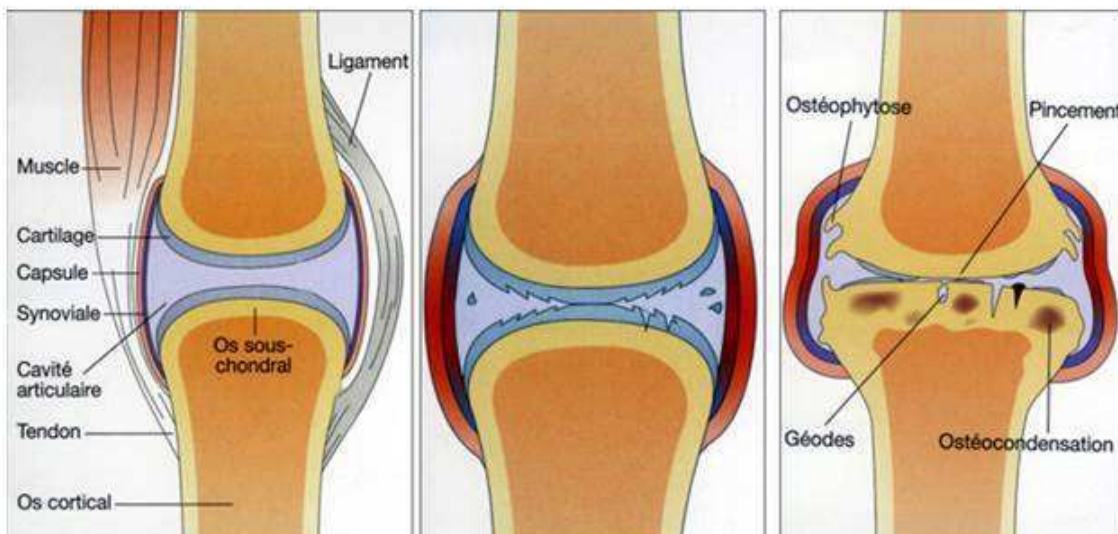 Ligament
Muscle
Cartilage
Capsule
Synoviale
Os sous-
chondral
Cavité
articulaire
Tendon
Os cortical
Ostéophytose
Pincement
Géodes
Ostéocondensation